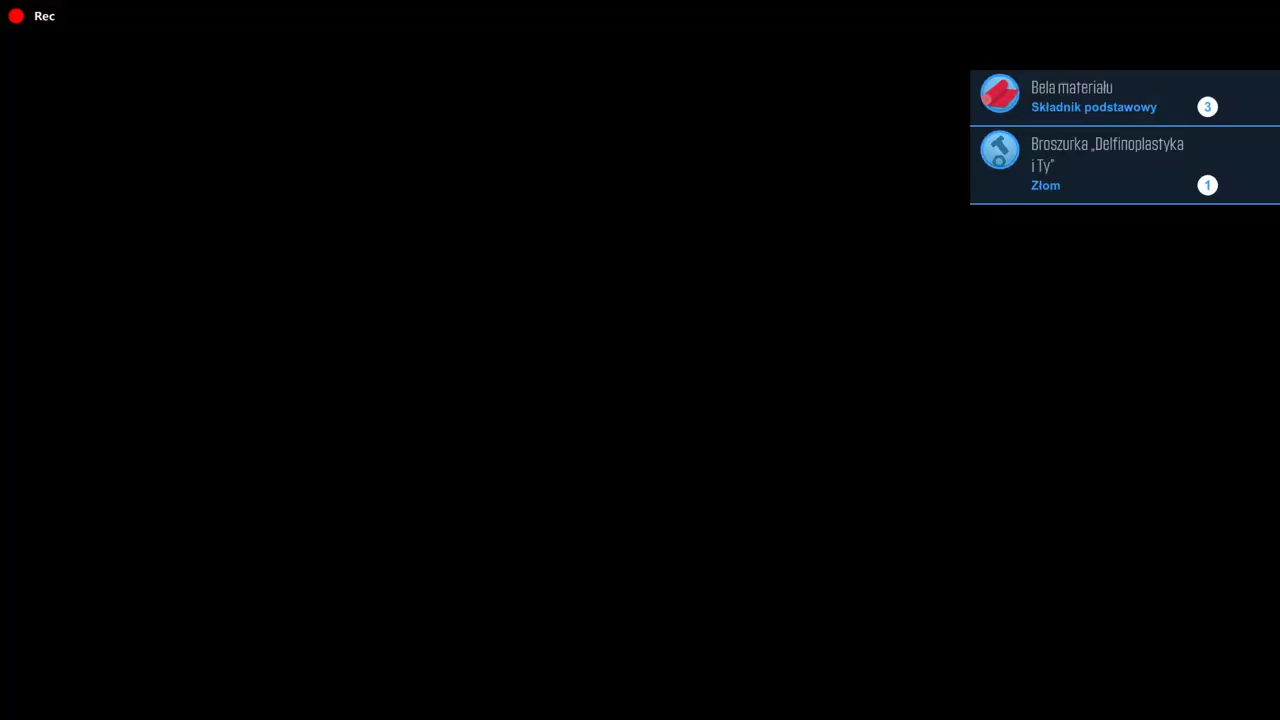 Rec
Bela materiału
Składnik podstawowy
3
Broszurka „Delfinoplastyka
i Ty”
Złom
1